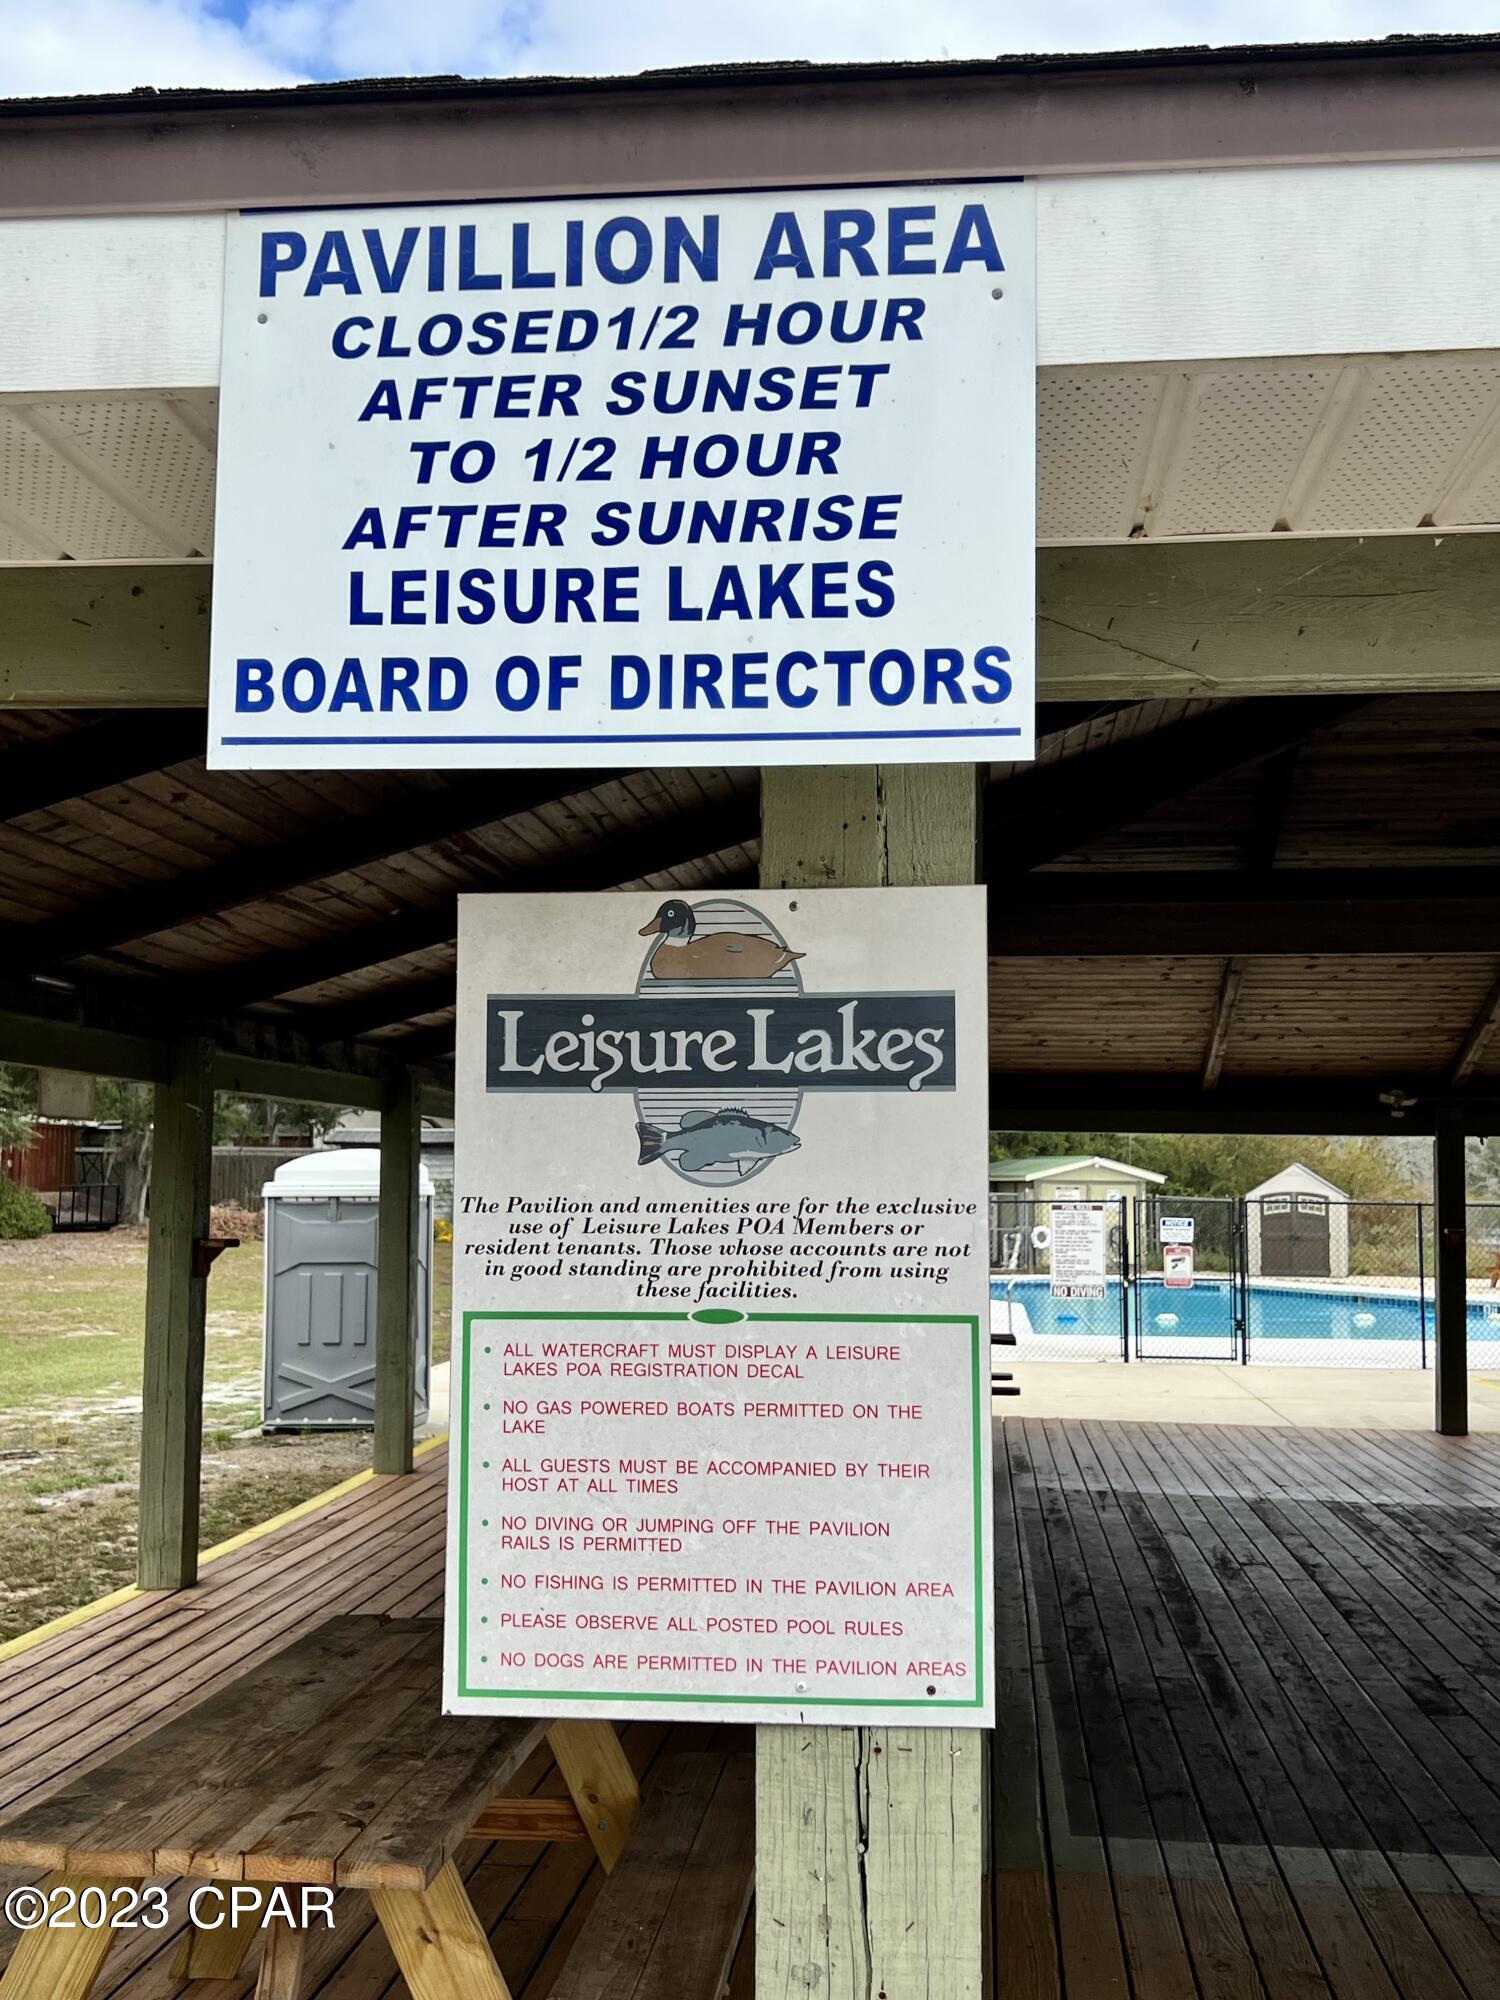 PAVILLION AREA
CLOSED 1/2 HOUR
AFTER SUNSET
TO 1/2 HOUR
AFTER SUNRISE
LEISURE LAKES
BOARD OF DIRECTORS
Leisure Lakes
The Pavilion and amenities are for the exclusive
use of Leisure Lakes POA Members or
resident tenants. Those whose accounts are not
in good standing are prohibited from using
these facilities.
• ALL WATERCRAFT MUST DISPLAY A LEISURE
LAKES POA REGISTRATION DECAL
• NO GAS POWERED BOATS PERMITTED ON THE
LAKE
• ALL GUESTS MUST BE ACCOMPANIED BY THEIR
HOST AT ALL TIMES
• NO DIVING OR JUMPING OFF THE PAVILION
RAILS IS PERMITTED
• NO FISHING IS PERMITTED IN THE PAVILION AREA
• PLEASE OBSERVE ALL POSTED POOL RULES
• NO DOGS ARE PERMITTED IN THE PAVILION AREAS
POOL RULES
NO DIVING
NOTICE
©2023 CPAR